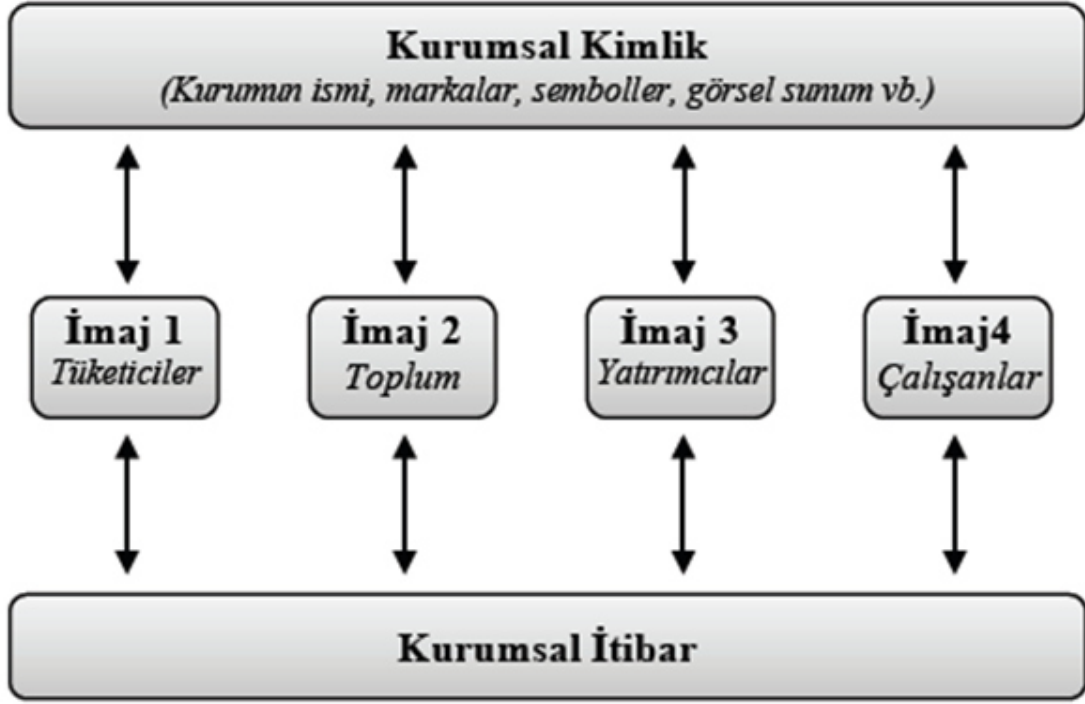 Kurumsal Kimlik
(Kurumun ismi, markalar, semboller, görsel sunum vb.)
İmaj 1
Tüketiciler
İmaj 2
Toplum
İmaj 3
Yatırımcılar
İmaj4
Çalışanlar
Kurumsal İtibar